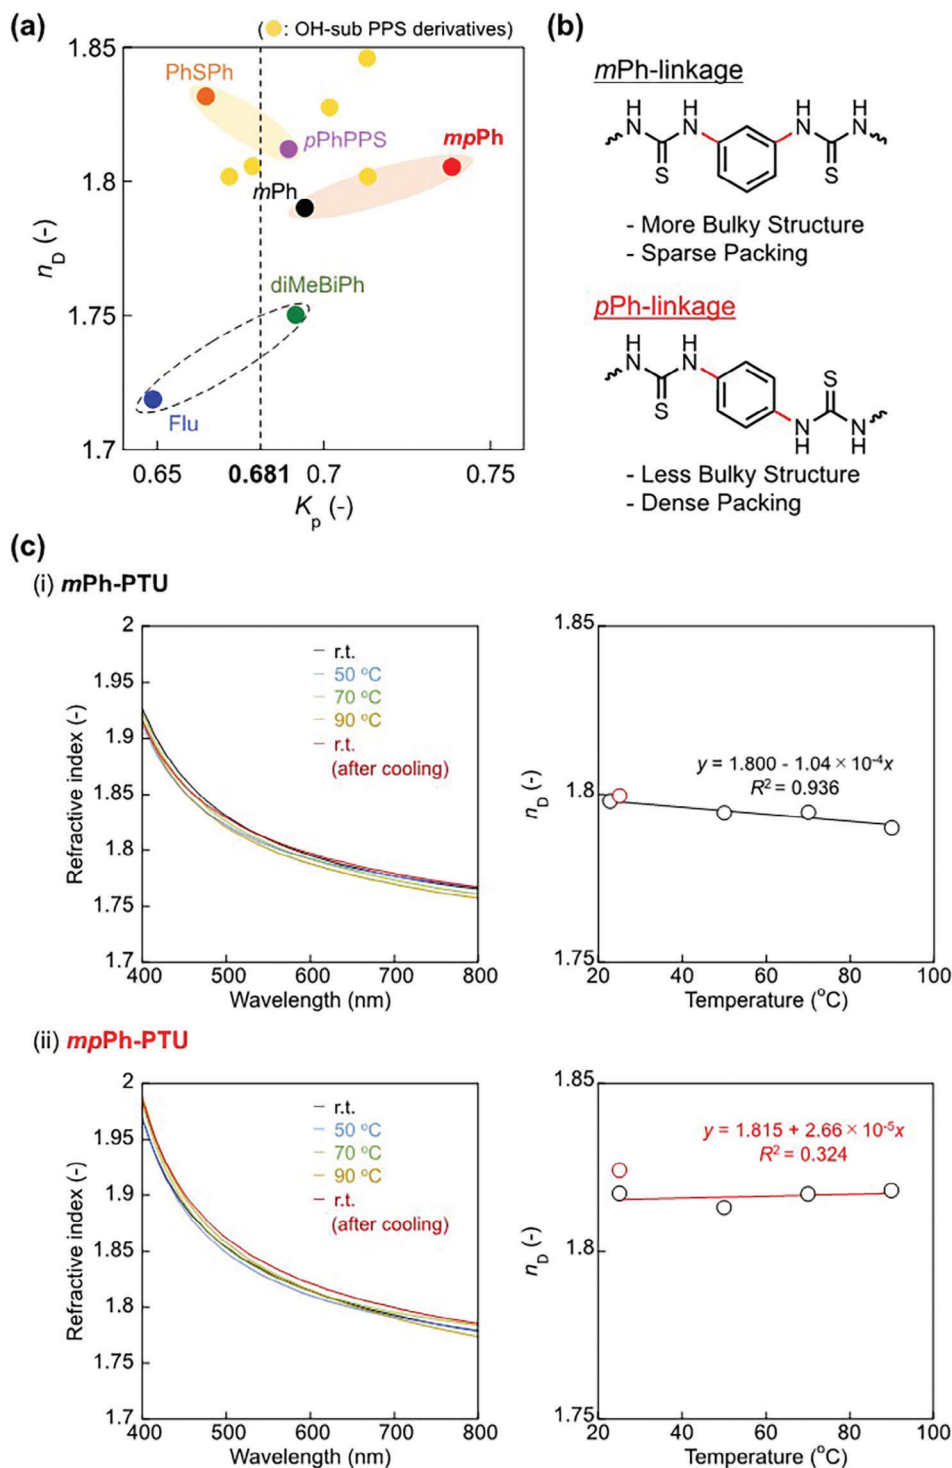 (a)
(●: OH-sub PPS derivatives)
1.85
1.8
1.75
1.7
n_D (-)
PhSPh
pPhPPS
mpPh
mPh
diMeBiPh
Flu
0.65
0.681
0.7
0.75
K_p (-)
(b)
mPh-linkage
H H H H
N N N N
S S
- More Bulky Structure
- Sparse Packing
pPh-linkage
H H
N N S
S N N
H H
- Less Bulky Structure
- Dense Packing
(c)
(i) mPh-PTU
2
1.95
1.9
1.85
1.8
1.75
1.7
Refractive index (-)
r.t.
50 °C
70 °C
90 °C
r.t.
(after cooling)
400 500 600 700 800
Wavelength (nm)
1.85
1.8
1.75
n_D (-)
y = 1.800 - 1.04 × 10⁻⁴x
R² = 0.936
20 40 60 80 100
Temperature (°C)
(ii) mpPh-PTU
2
1.95
1.9
1.85
1.8
1.75
1.7
Refractive index (-)
r.t.
50 °C
70 °C
90 °C
r.t.
(after cooling)
400 500 600 700 800
Wavelength (nm)
1.85
1.8
1.75
n_D (-)
y = 1.815 + 2.66 × 10⁻⁵x
R² = 0.324
20 40 60 80 100
Temperature (°C)